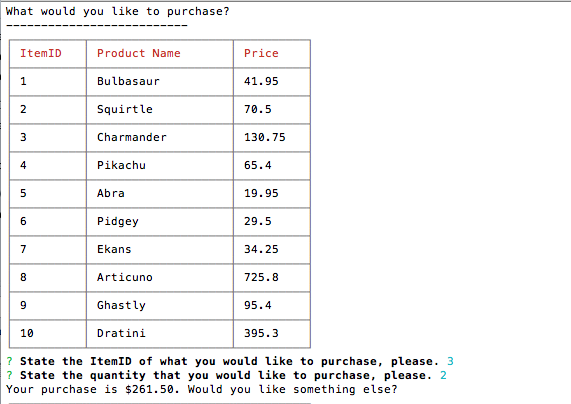 What would you like to purchase?
--------------------------
ItemID Product Name Price
1 Bulbasaur 41.95
2 Squirtle 70.5
3 Charmander 130.75
4 Pikachu 65.4
5 Abra 19.95
6 Pidgey 29.5
7 Ekans 34.25
8 Articuno 725.8
9 Ghastly 95.4
10 Dratini 395.3
? State the ItemID of what you would like to purchase, please. 3
? State the quantity that you would like to purchase, please. 2
Your purchase is $261.50. Would you like something else?